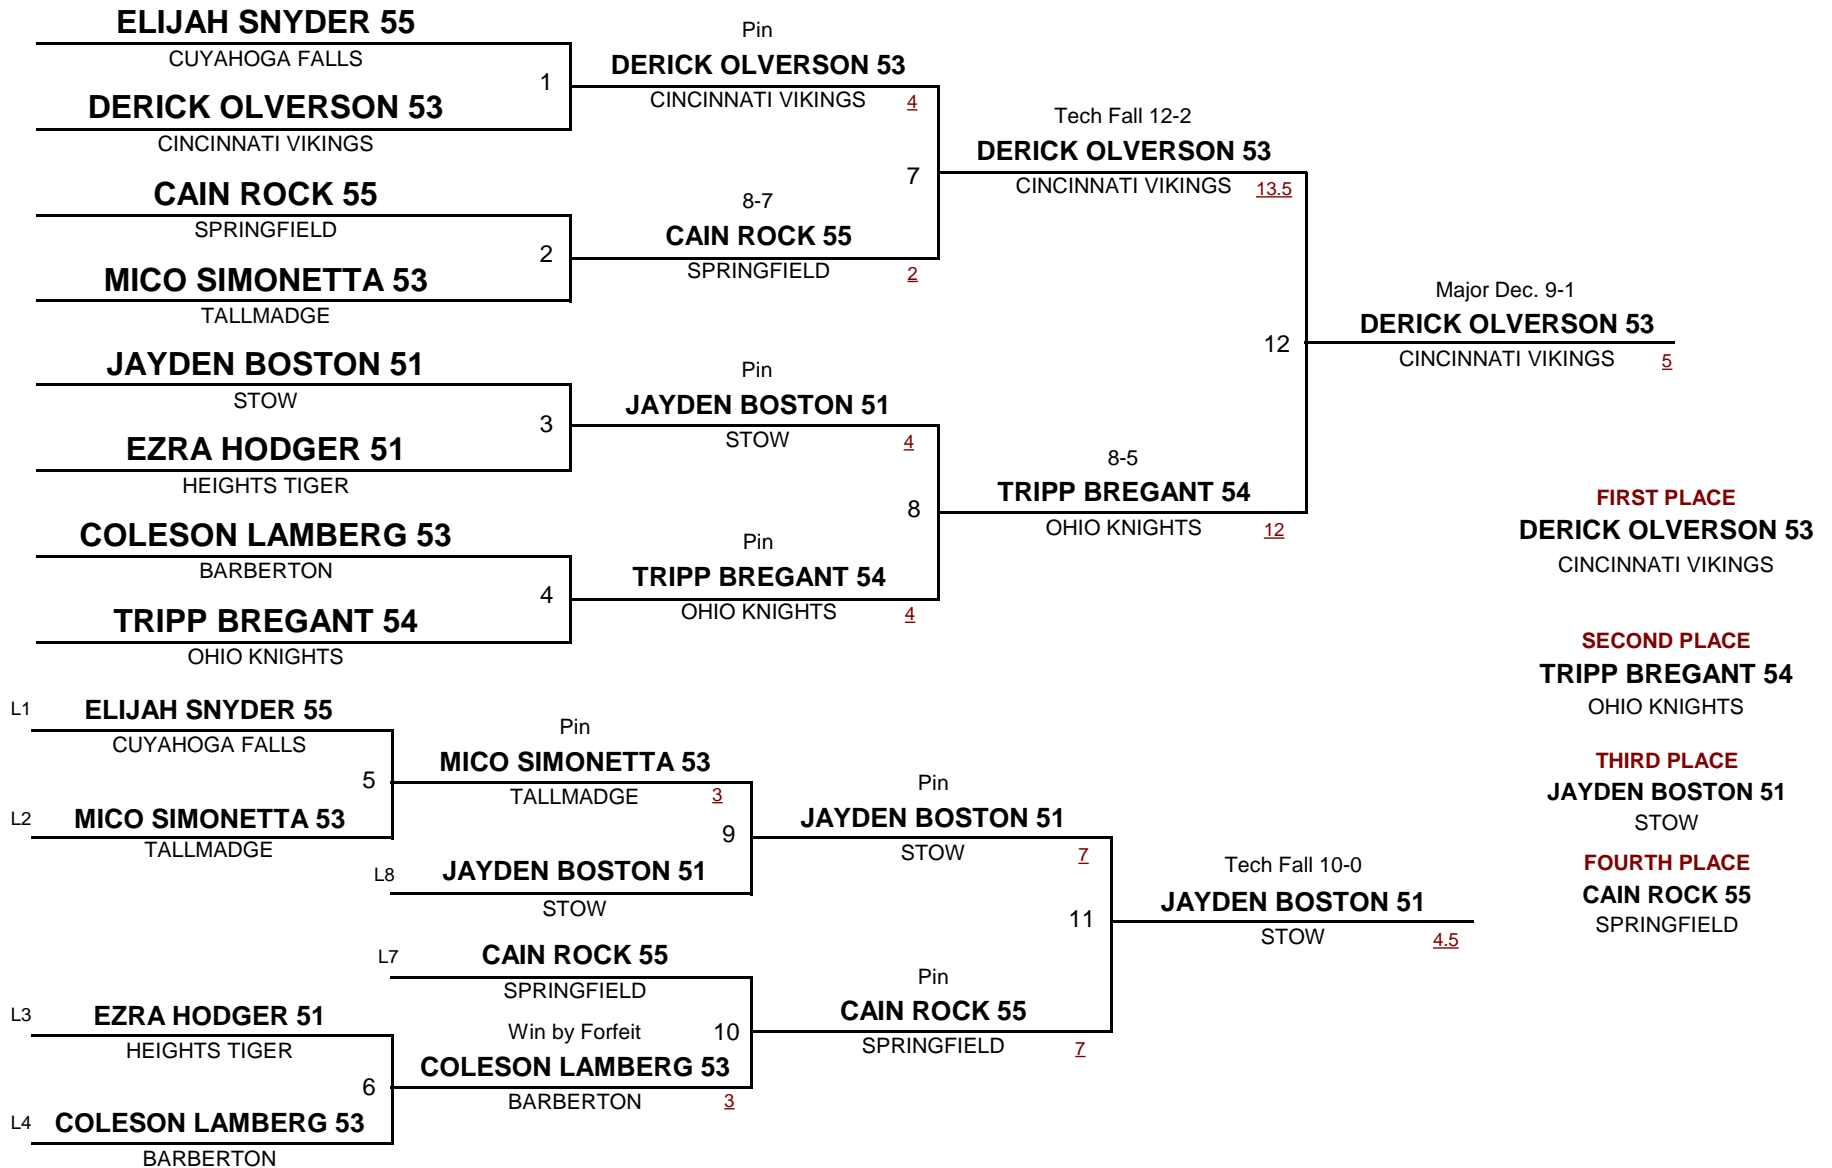 ELIJAH SNYDER 55
CUYAHOGA FALLS
1
DERICK OLVERSON 53
CINCINNATI VIKINGS
Pin
DERICK OLVERSON 53
CINCINNATI VIKINGS
4
CAIN ROCK 55
SPRINGFIELD
2
MICO SIMONETTA 53
TALLMADGE
8-7
CAIN ROCK 55
SPRINGFIELD
2
7
Tech Fall 12-2
DERICK OLVERSON 53
CINCINNATI VIKINGS
13.5
JAYDEN BOSTON 51
STOW
3
EZRA HODGER 51
HEIGHTS TIGER
Pin
JAYDEN BOSTON 51
STOW
4
COLESON LAMBERG 53
BARBERTON
4
TRIPP BREGANT 54
OHIO KNIGHTS
Pin
TRIPP BREGANT 54
OHIO KNIGHTS
4
8
8-5
TRIPP BREGANT 54
OHIO KNIGHTS
12
12
Major Dec. 9-1
DERICK OLVERSON 53
CINCINNATI VIKINGS
5
FIRST PLACE
DERICK OLVERSON 53
CINCINNATI VIKINGS
SECOND PLACE
TRIPP BREGANT 54
OHIO KNIGHTS
THIRD PLACE
JAYDEN BOSTON 51
STOW
FOURTH PLACE
CAIN ROCK 55
SPRINGFIELD
L1
ELIJAH SNYDER 55
CUYAHOGA FALLS
5
L2
MICO SIMONETTA 53
TALLMADGE
Pin
MICO SIMONETTA 53
TALLMADGE
3
9
L8
JAYDEN BOSTON 51
STOW
Pin
JAYDEN BOSTON 51
STOW
7
L7
CAIN ROCK 55
SPRINGFIELD
L3
EZRA HODGER 51
HEIGHTS TIGER
6
L4
COLESON LAMBERG 53
BARBERTON
Win by Forfeit
10
COLESON LAMBERG 53
BARBERTON
3
Pin
CAIN ROCK 55
SPRINGFIELD
7
11
Tech Fall 10-0
JAYDEN BOSTON 51
STOW
4.5